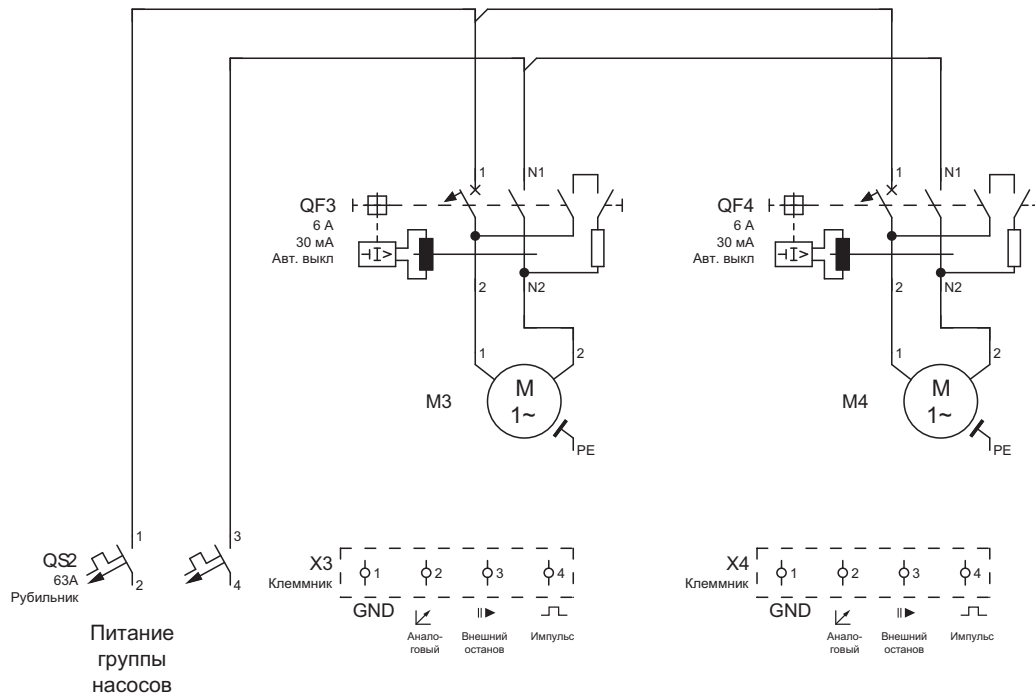 1 N1
QF3
6 А
30 мА
Авт. выкл
2 N2
1 2
М3
М
1~
PE
1 N1
QF4
6 А
30 мА
Авт. выкл
2 N2
1 2
М4
М
1~
PE
1 3
QS2
63А
Рубильник
2 4
Питание
группы
насосов
X3
Клеммник
1 2 3 4
GND
Анало-
говый
Внешний
останов
Импульс
X4
Клеммник
1 2 3 4
GND
Анало-
говый
Внешний
останов
Импульс